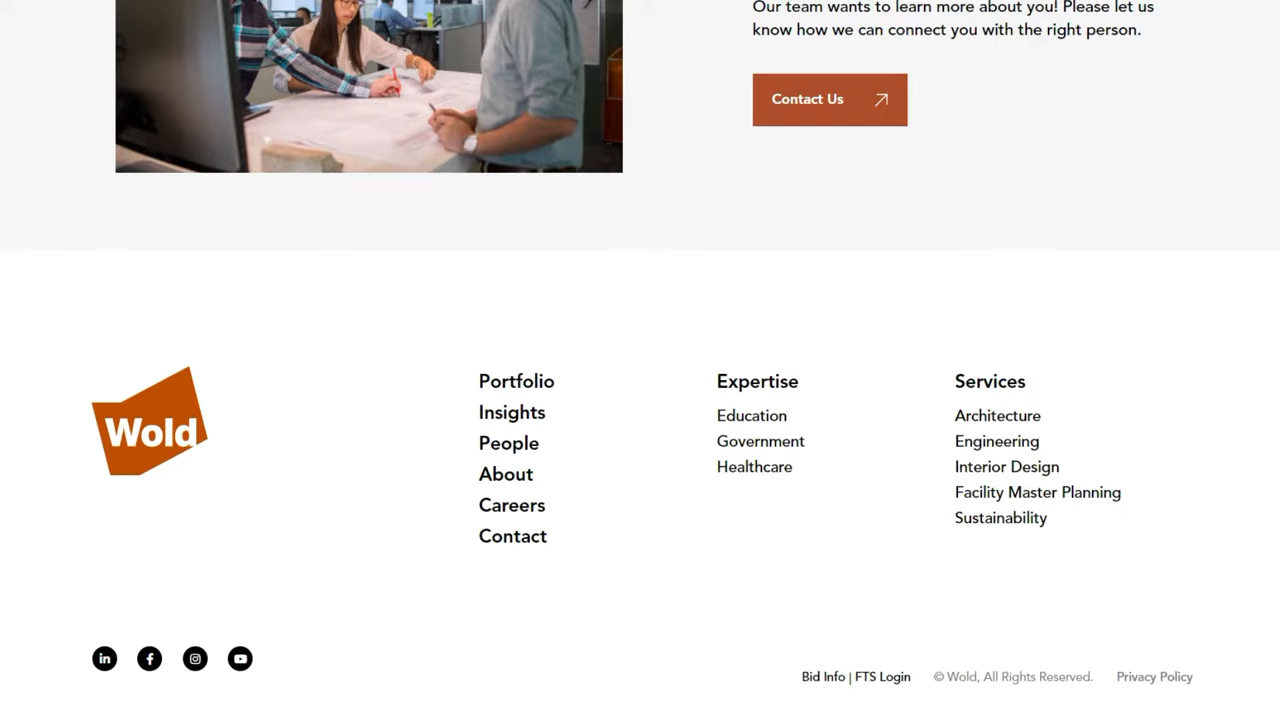 Our team wants to learn more about you! Please let us
know how we can connect you with the right person.
Contact Us
Wold
Portfolio
Insights
People
About
Careers
Contact
Expertise
Education
Government
Healthcare
Services
Architecture
Engineering
Interior Design
Facility Master Planning
Sustainability
Bid Info | FTS Login
© Wold, All Rights Reserved.
Privacy Policy